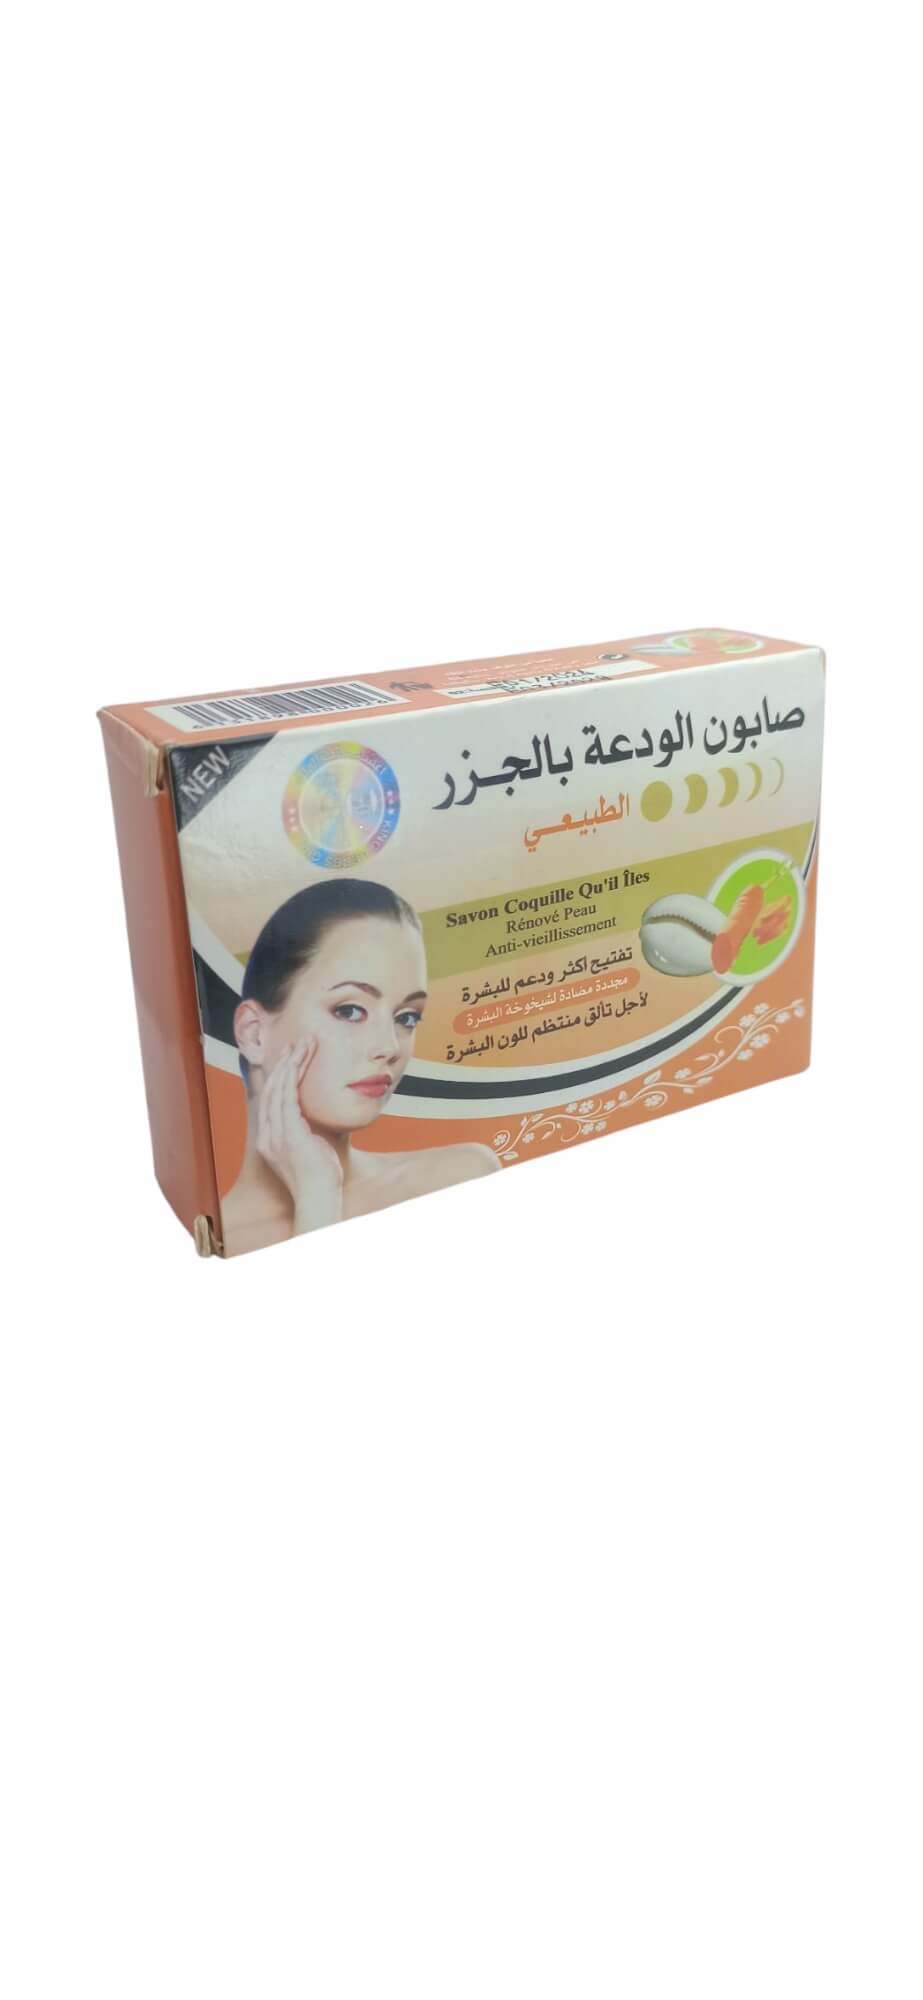 NEW
صابون الودعة بالجزر
الطبيعي
Savon Coquille Qu'il Îles
Rénové Peau
Anti-vieillissement
تفتيح أكثر ودعم للبشرة
مجددة مضادة لشيخوخة البشرة
لأجل تألق منتظم للون البشرة